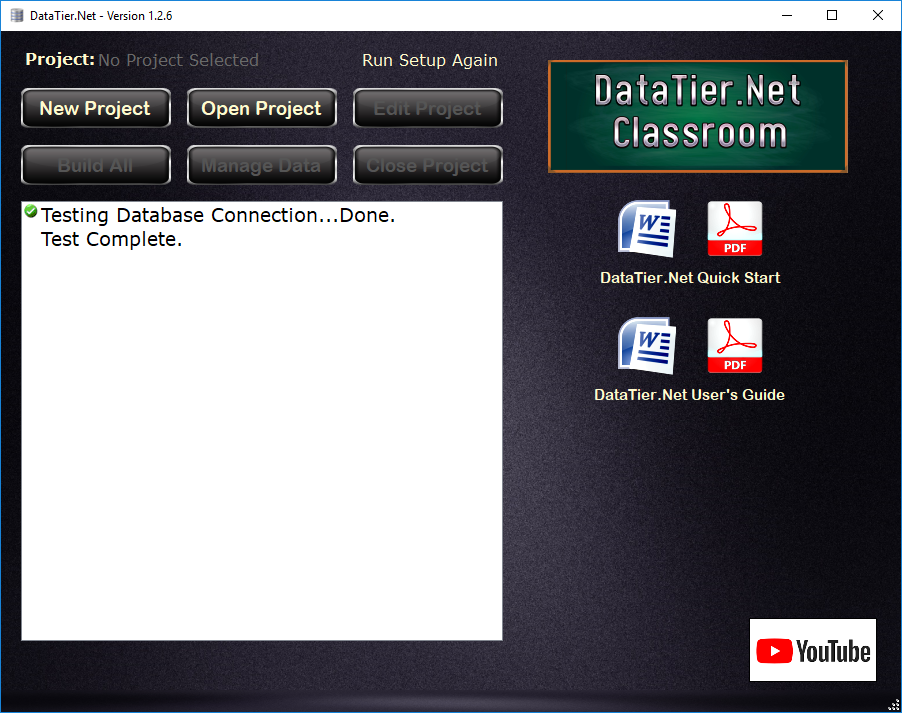 DataTier.Net - Version 1.2.6
Project: No Project Selected
Run Setup Again
New Project
Open Project
Edit Project
Build All
Manage Data
Close Project
Testing Database Connection...Done.
Test Complete.
DataTier.Net
Classroom
W
PDF
DataTier.Net Quick Start
W
PDF
DataTier.Net User's Guide
YouTube